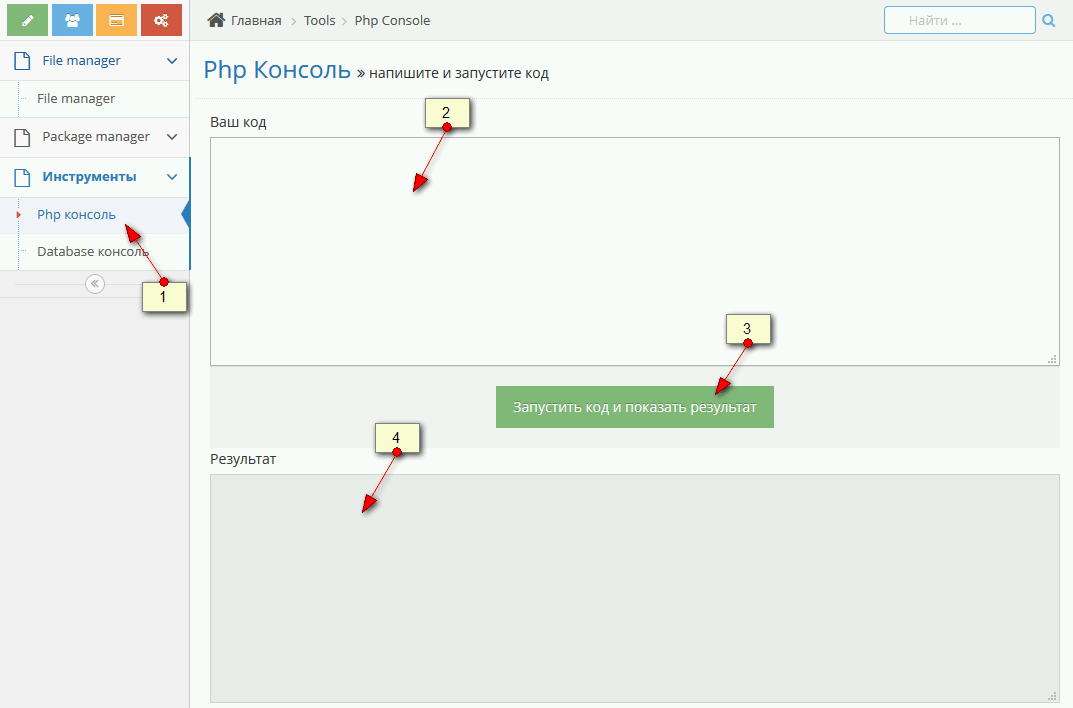 Главная > Tools > Php Console
Найти ...
File manager
File manager
Package manager
Инструменты
Php консоль
Database консоль
1
Php Консоль » напишите и запустите код
Ваш код
2
3
Запустить код и показать результат
4
Результат